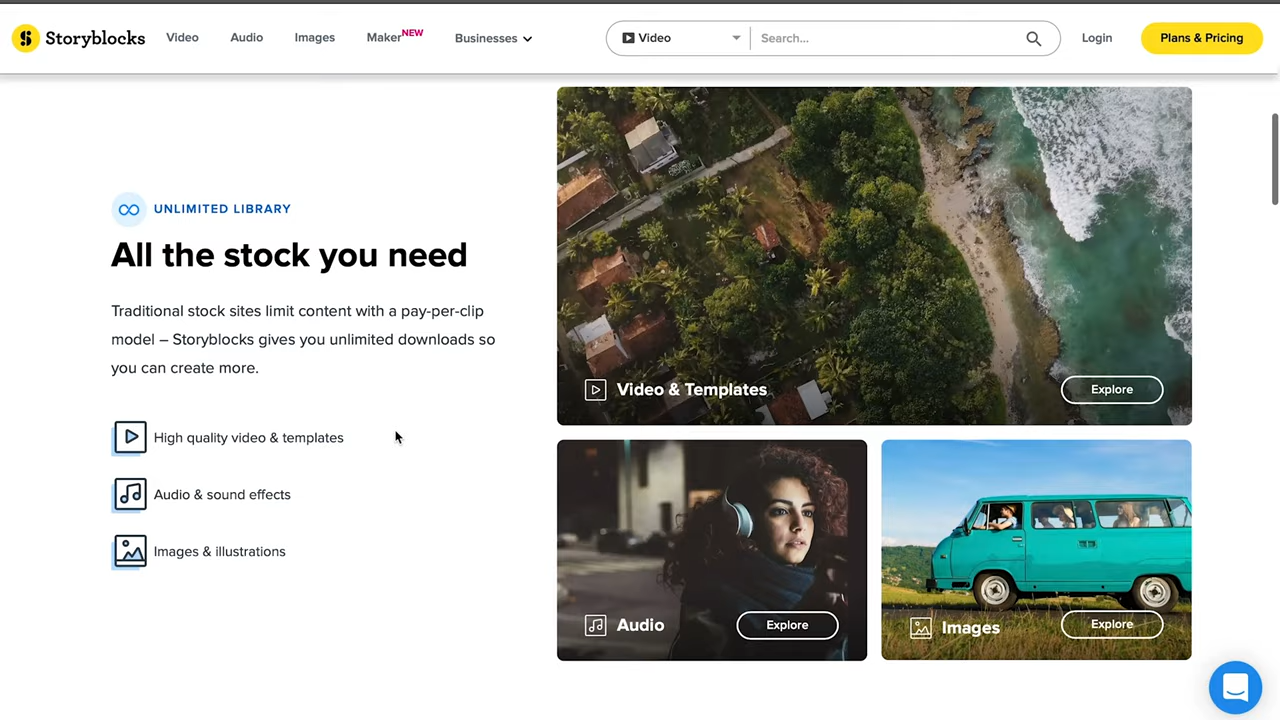 Storyblocks
Video
Audio
Images
Maker NEW
Businesses
Video
Search...
Login
Plans & Pricing
UNLIMITED LIBRARY
All the stock you need
Traditional stock sites limit content with a pay-per-clip
model – Storyblocks gives you unlimited downloads so
you can create more.
High quality video & templates
Audio & sound effects
Images & illustrations
Video & Templates
Explore
Audio
Explore
Images
Explore